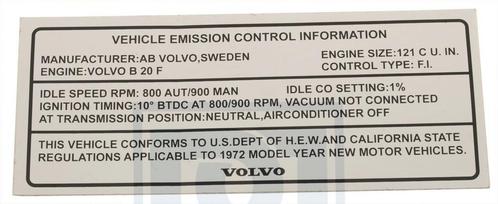 VEHICLE EMISSION CONTROL INFORMATION
MANUFACTURER:AB VOLVO,SWEDEN ENGINE SIZE:121 C U. IN.
ENGINE:VOLVO B 20 F CONTROL TYPE: F.I.
IDLE SPEED RPM: 800 AUT/900 MAN IDLE CO SETTING:1%
IGNITION TIMING:10° BTDC AT 800/900 RPM, VACUUM NOT CONNECTED
AT TRANSMISSION POSITION:NEUTRAL,AIRCONDITIONER OFF
THIS VEHICLE CONFORMS TO U.S.DEPT OF H.E.W.AND CALIFORNIA STATE
REGULATIONS APPLICABLE TO 1972 MODEL YEAR NEW MOTOR VEHICLES.
VOLVO